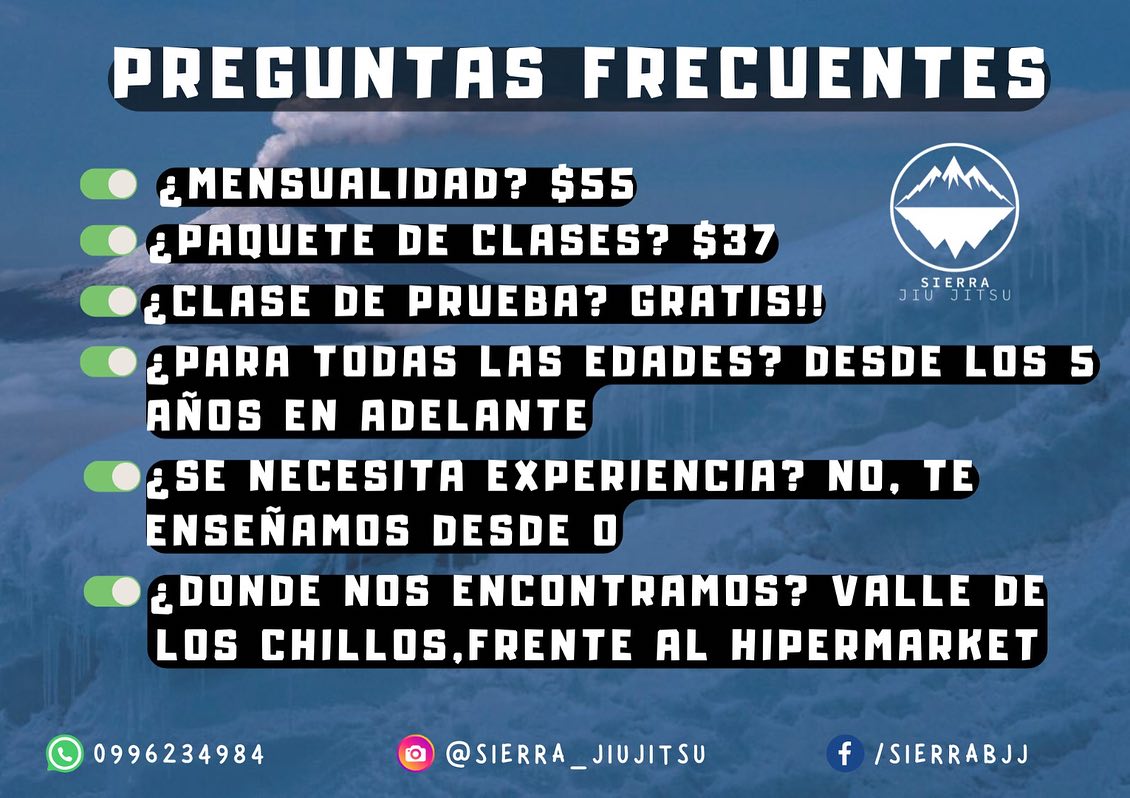 PREGUNTAS FRECUENTES
¿MENSUALIDAD? $55
¿PAQUETE DE CLASES? $37
¿CLASE DE PRUEBA? GRATIS!!
SIERRA
JIU JITSU
¿PARA TODAS LAS EDADES? DESDE LOS 5
AÑOS EN ADELANTE
¿SE NECESITA EXPERIENCIA? NO, TE
ENSEÑAMOS DESDE 0
¿DONDE NOS ENCONTRAMOS? VALLE DE
LOS CHILLOS,FRENTE AL HIPERMARKET
0996234984
@SIERRA_JIUJITSU
/SIERRABJJ